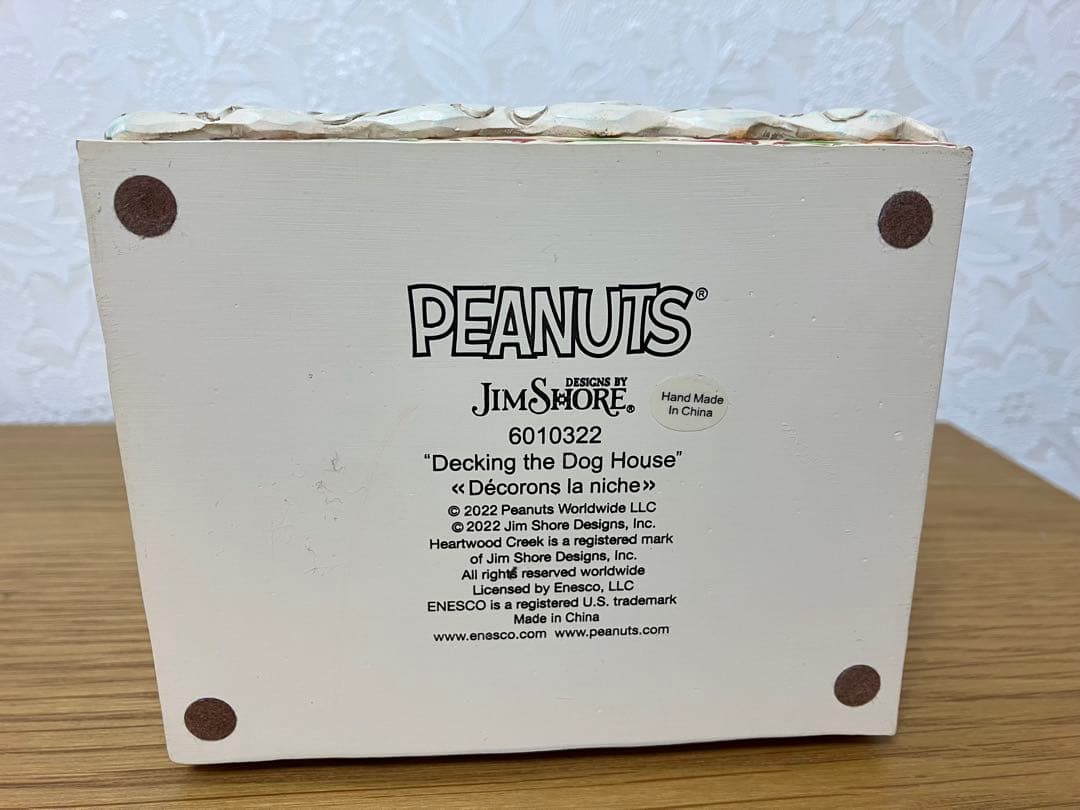 PEANUTS®
DESIGNS BY
JIM SHORE®
Hand Made
In China
6010322
“Decking the Dog House”
«Décorons la niche»
© 2022 Peanuts Worldwide LLC
© 2022 Jim Shore Designs, Inc.
Heartwood Creek is a registered mark
of Jim Shore Designs, Inc.
All rights reserved worldwide
Licensed by Enesco, LLC
ENESCO is a registered U.S. trademark
Made in China
www.enesco.com www.peanuts.com